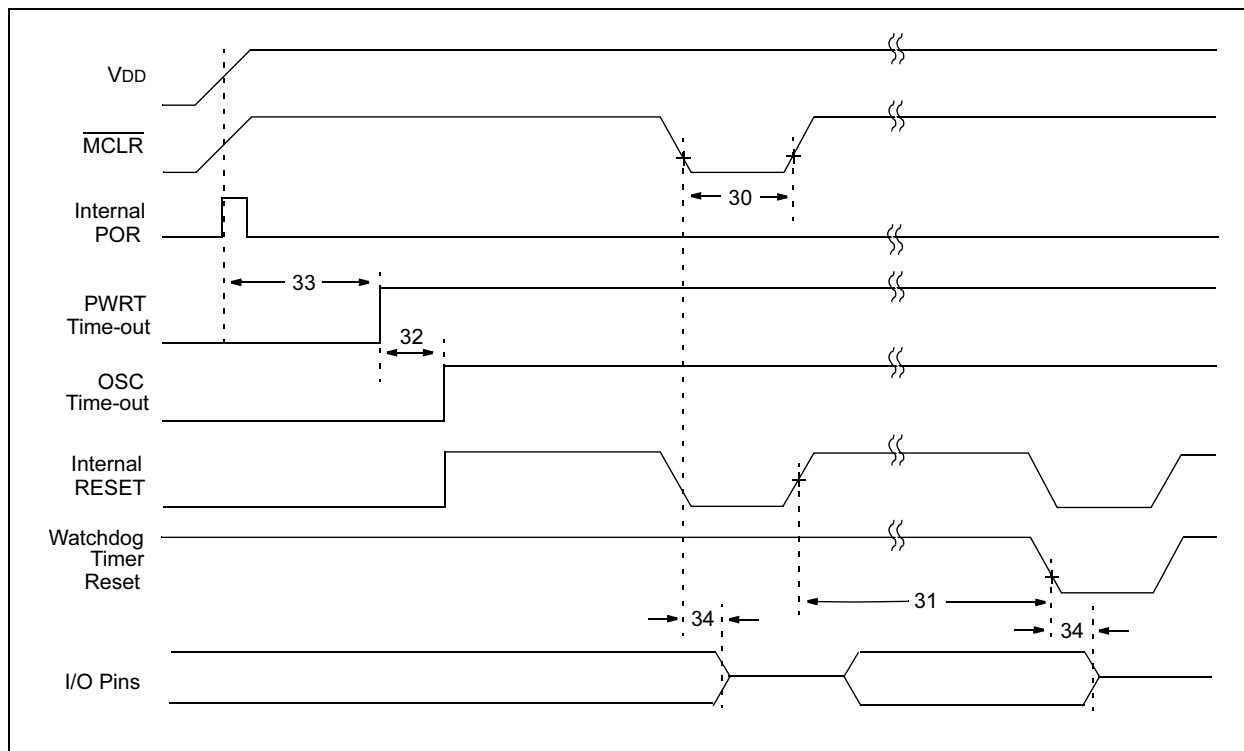 VDD
MCLR
30
Internal
POR
33
PWRT
Time-out
32
OSC
Time-out
Internal
RESET
Watchdog
Timer
Reset
31
34
34
I/O Pins